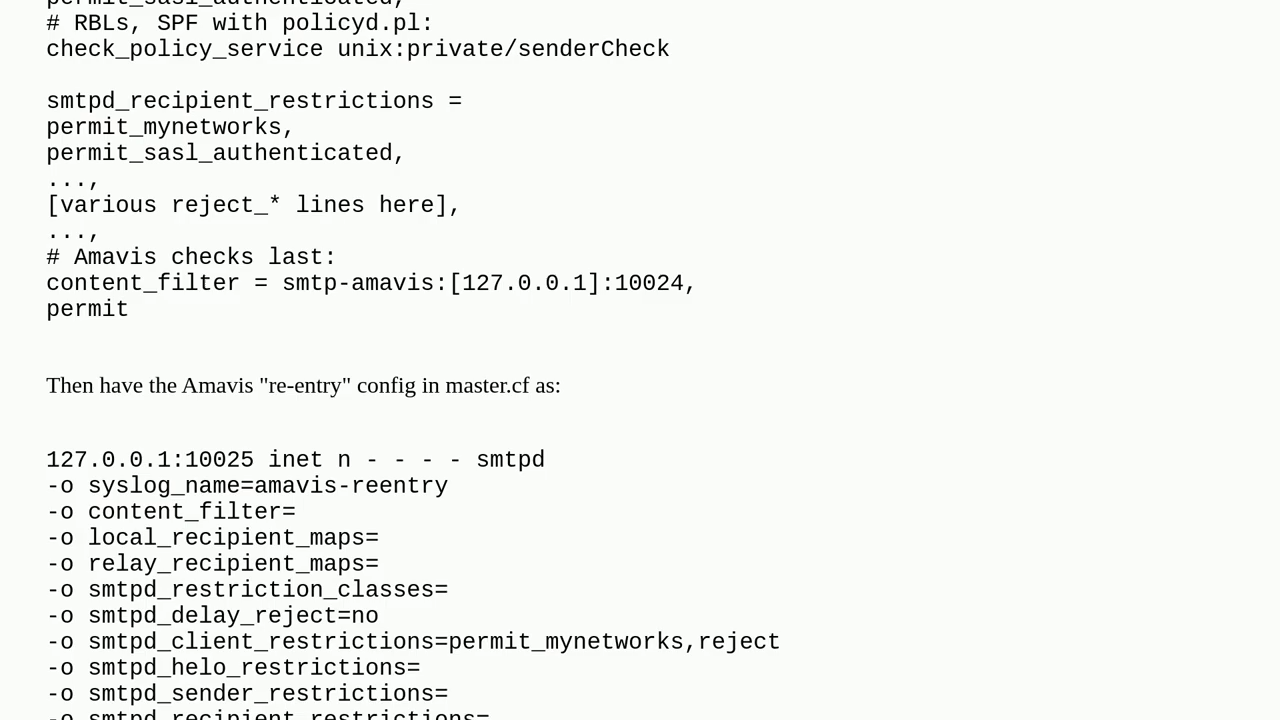 permit_sasl_authenticated,
# RBLs, SPF with policyd.pl:
check_policy_service unix:private/senderCheck
smtpd_recipient_restrictions =
permit_mynetworks,
permit_sasl_authenticated,
...,
[various reject_* lines here],
...,
# Amavis checks last:
content_filter = smtp-amavis:[127.0.0.1]:10024,
permit
Then have the Amavis "re-entry" config in master.cf as:
127.0.0.1:10025 inet n - - - - smtpd
-o syslog_name=amavis-reentry
-o content_filter=
-o local_recipient_maps=
-o relay_recipient_maps=
-o smtpd_restriction_classes=
-o smtpd_delay_reject=no
-o smtpd_client_restrictions=permit_mynetworks,reject
-o smtpd_helo_restrictions=
-o smtpd_sender_restrictions=
-o smtpd_recipient_restrictions=